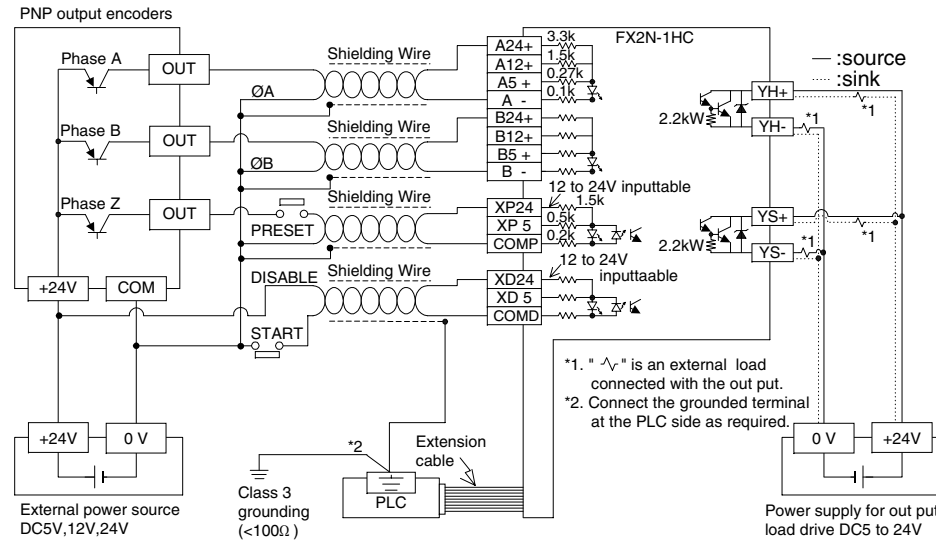 PNP output encoders
Phase A
OUT
Phase B
OUT
Phase Z
OUT
+24V
COM
Shielding Wire
ØA
Shielding Wire
ØB
Shielding Wire
PRESET
DISABLE
Shielding Wire
START
A24+
A12+
A5 +
A -
B24+
B12+
B5 +
B -
XP24
XP 5
COMP
XD24
XD 5
COMD
3.3k
1.5k
0.27k
0.1k
12 to 24V inputtable
1.5k
0.5k
0.2k
12 to 24V
inputtaable
FX2N-1HC
:source
:sink
YH+
YH-
2.2kW
*1
*1
YS+
YS-
2.2kW
*1
*1
*1. " " is an external load
connected with the out put.
*2. Connect the grounded terminal
at the PLC side as required.
+24V
0 V
External power source
DC5V,12V,24V
*2
Class 3
grounding
(<100Ω )
PLC
Extension
cable
0 V
+24V
Power supply for out put
load drive DC5 to 24V